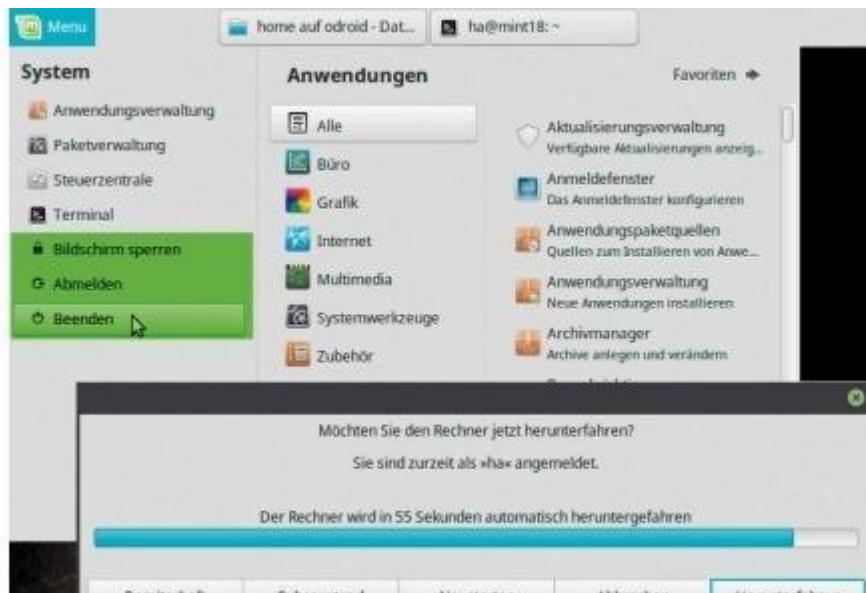 Menu
home auf odroid - Dat...
ha@mint18: ~
System
Anwendungsverwaltung
Paketverwaltung
Steuerzentrale
Terminal
Bildschirm sperren
Abmelden
Beenden
Anwendungen
Favoriten
Alle
Büro
Grafik
Internet
Multimedia
Systemwerkzeuge
Zubehör
Aktualisierungsverwaltung
Verfügbare Aktualisierungen anzeig...
Anmeldefenster
Das Anmeldefenster konfigurieren
Anwendungspaketquellen
Quellen zum Installieren von Anwe...
Anwendungsverwaltung
Neue Anwendungen installieren
Archivmanager
Archive anlegen und verändern
Möchten Sie den Rechner jetzt herunterfahren?
Sie sind zurzeit als »ha« angemeldet.
Der Rechner wird in 55 Sekunden automatisch heruntergefahren